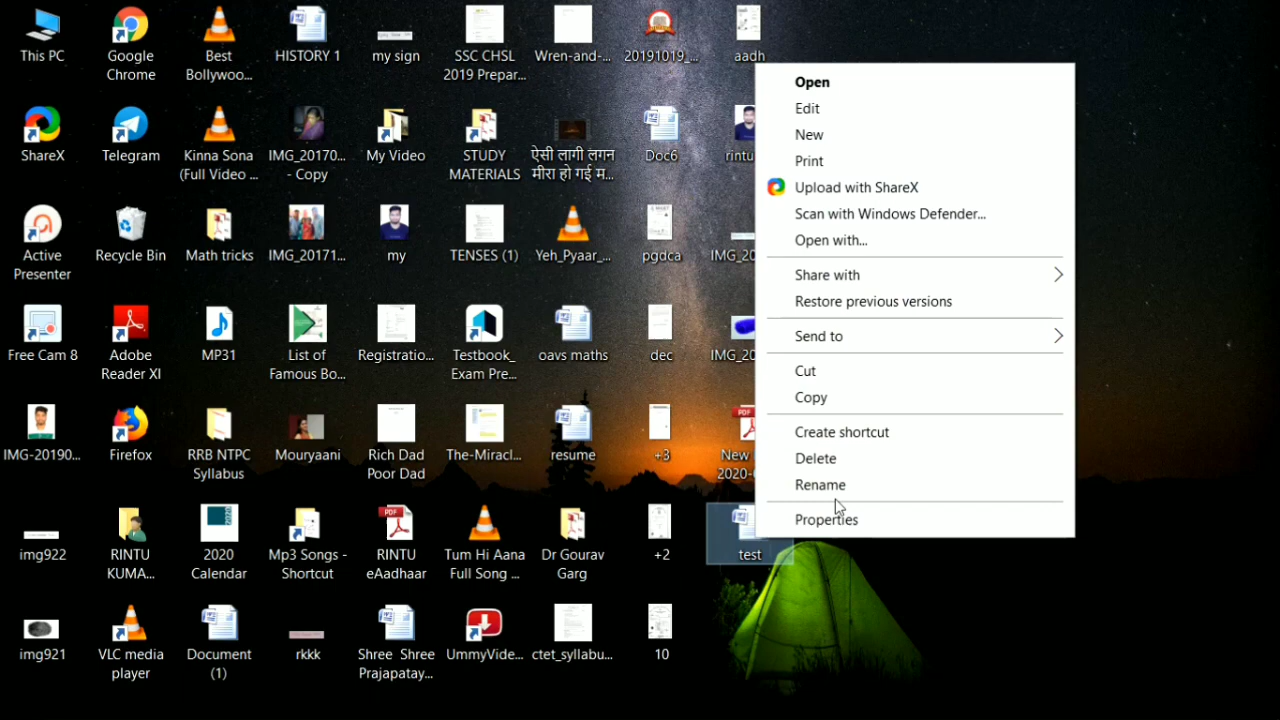 This PC
Google
Chrome
Best
Bollywoo...
HISTORY 1
my sign
SSC CHSL
2019 Prepar...
Wren-and-...
20191019_...
aadh
ShareX
Telegram
Kinna Sona
(Full Video ...
IMG_20170...
- Copy
My Video
STUDY
MATERIALS
ऐसी लागी लगन
मीरा हो गई म...
Doc6
rintu
Active
Presenter
Recycle Bin
Math tricks
IMG_20171...
my
TENSES (1)
Yeh_Pyaar_...
pgdca
IMG_20
Free Cam 8
Adobe
Reader XI
MP31
List of
Famous Bo...
Registratio...
Testbook_
Exam Pre...
oavs maths
dec
IMG_20
IMG-20190...
Firefox
RRB NTPC
Syllabus
Mouryaani
Rich Dad
Poor Dad
The-Miracl...
resume
+3
PDF
New
2020-
img922
RINTU
KUMA...
2020
2020
Calendar
Mp3 Songs -
Shortcut
PDF
RINTU
eAadhaar
Tum Hi Aana
Full Song ...
Dr Gourav
Garg
+2
test
img921
VLC media
player
Document
(1)
rkkk
Shree Shree
Prajapatay...
UmmyVide...
ctet_syllabu...
10
Open
Edit
New
Print
Upload with ShareX
Scan with Windows Defender...
Open with...
Share with
Restore previous versions
Send to
Cut
Copy
Create shortcut
Delete
Rename
Properties